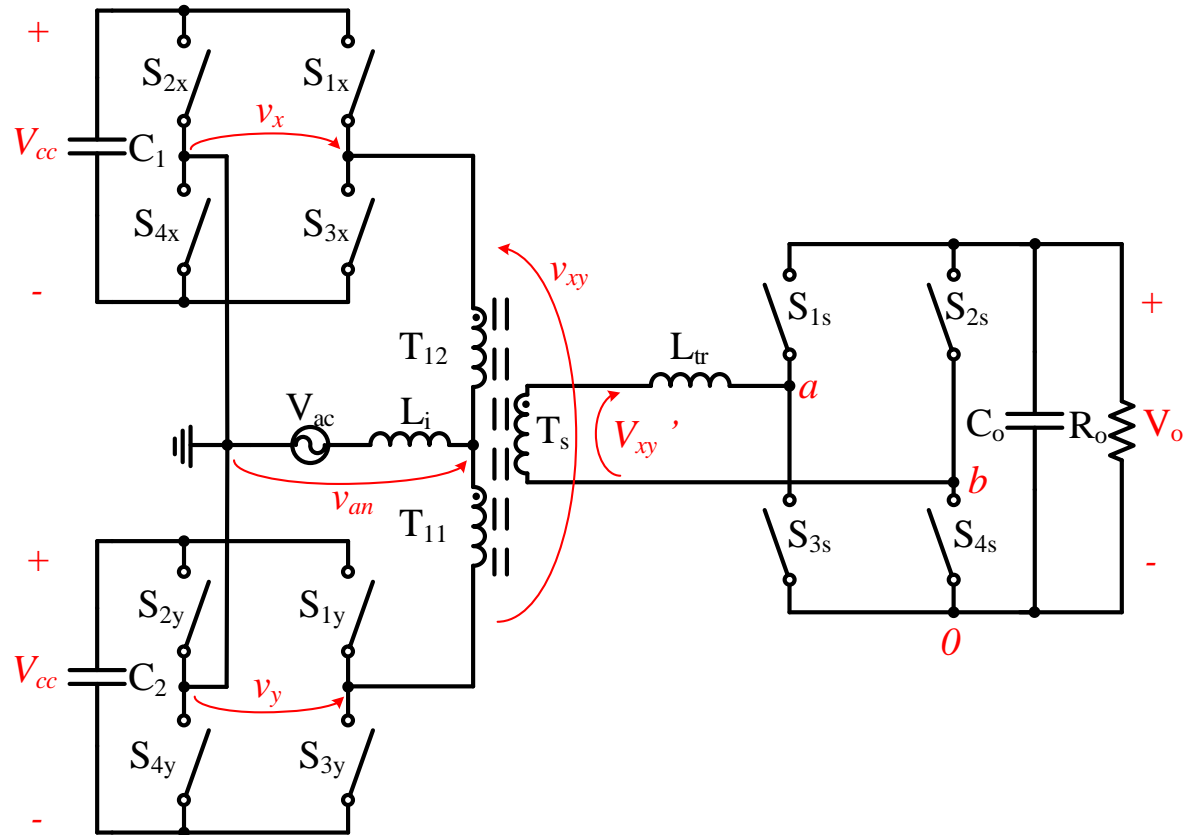 +
S2x
S1x
vx
Vcc
C1
S4x
S3x
-
vxy
T12
Vac
Li
van
Ts
Vxy’
T11
Ltr
a
b
S1s
S2s
S3s
S4s
0
Co
Ro
+
Vo
-
+
S2y
S1y
Vcc
C2
vy
S4y
S3y
-